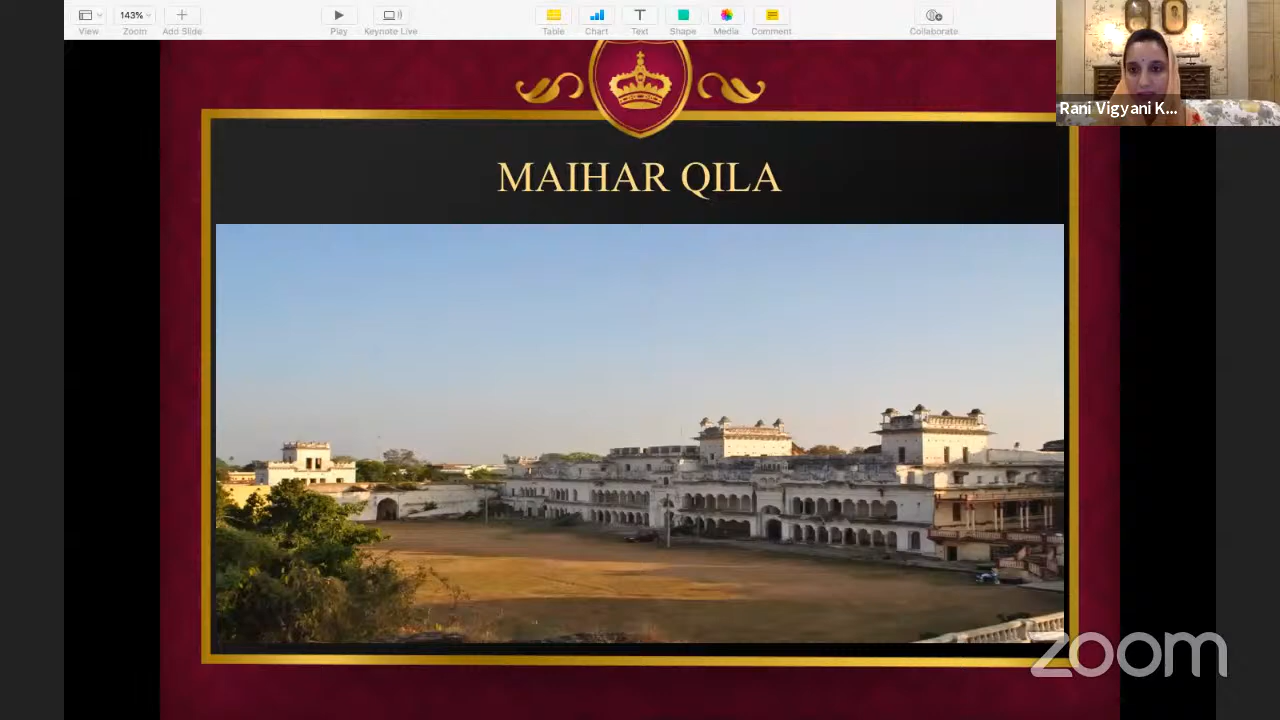 View
143%
Zoom
Add Slide
Play
Keynote Live
Table
Chart
Text
Shape
Media
Comment
Collaborate
Rani Vigyani K...
MAIHAR QILA
zoom